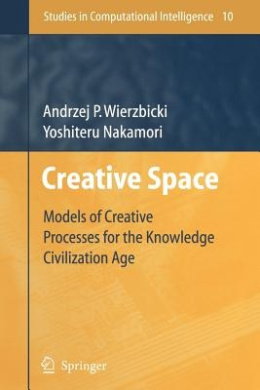 Studies in Computational Intelligence 10
Andrzej P. Wierzbicki
Yoshiteru Nakamori
Creative Space
Models of Creative
Processes for the Knowledge
Civilization Age
Springer